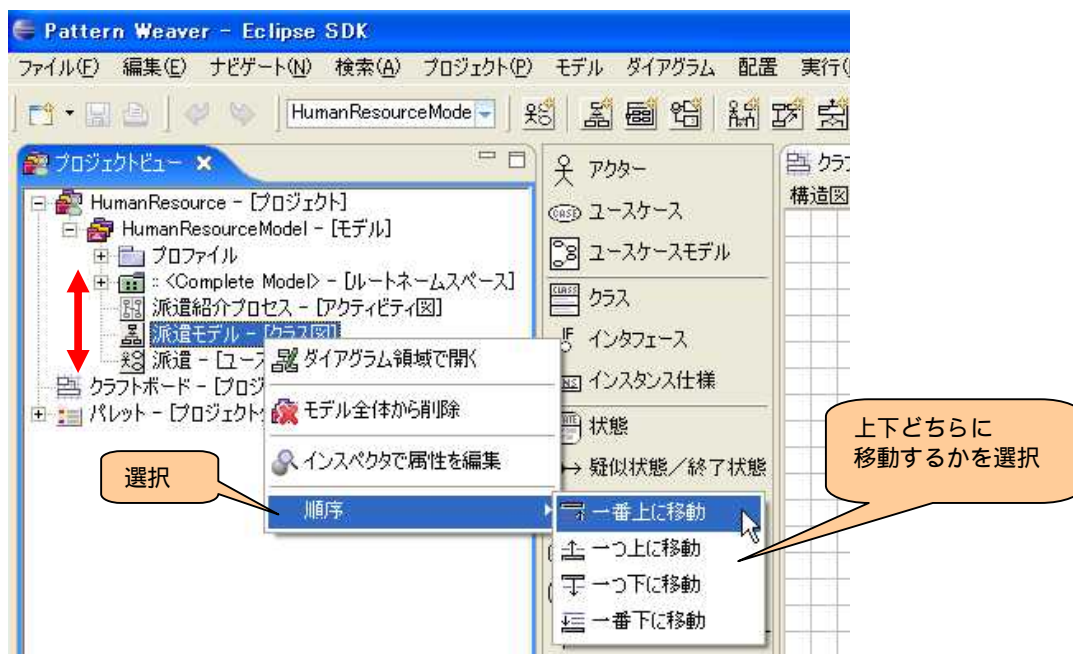 Pattern Weaver - Eclipse SDK
ファイル(F) 編集(E) ナビゲート(N) 検索(A) プロジェクト(P) モデル ダイアグラム 配置 実行(
HumanResourceMode
プロジェクトビュー
HumanResource - [プロジェクト]
HumanResourceModel - [モデル]
プロファイル
:: <Complete Model> - [ルートネームスペース]
派遣紹介プロセス - [アクティビティ図]
派遣モデル - [クラス図]
派遣 - [ユース
クラフトボード - [プロジ
パレット - [プロジェクト
ダイアグラム領域で開く
モデル全体から削除
インスペクタで属性を編集
順序
一番上に移動
一つ上に移動
一つ下に移動
一番下に移動
選択
上下どちらに
移動するかを選択
アクター
CASE ユースケース
ユースケースモデル
CLASS クラス
IF インタフェース
INS インスタンス仕様
状態
疑似状態／終了状態
クラフ
構造図